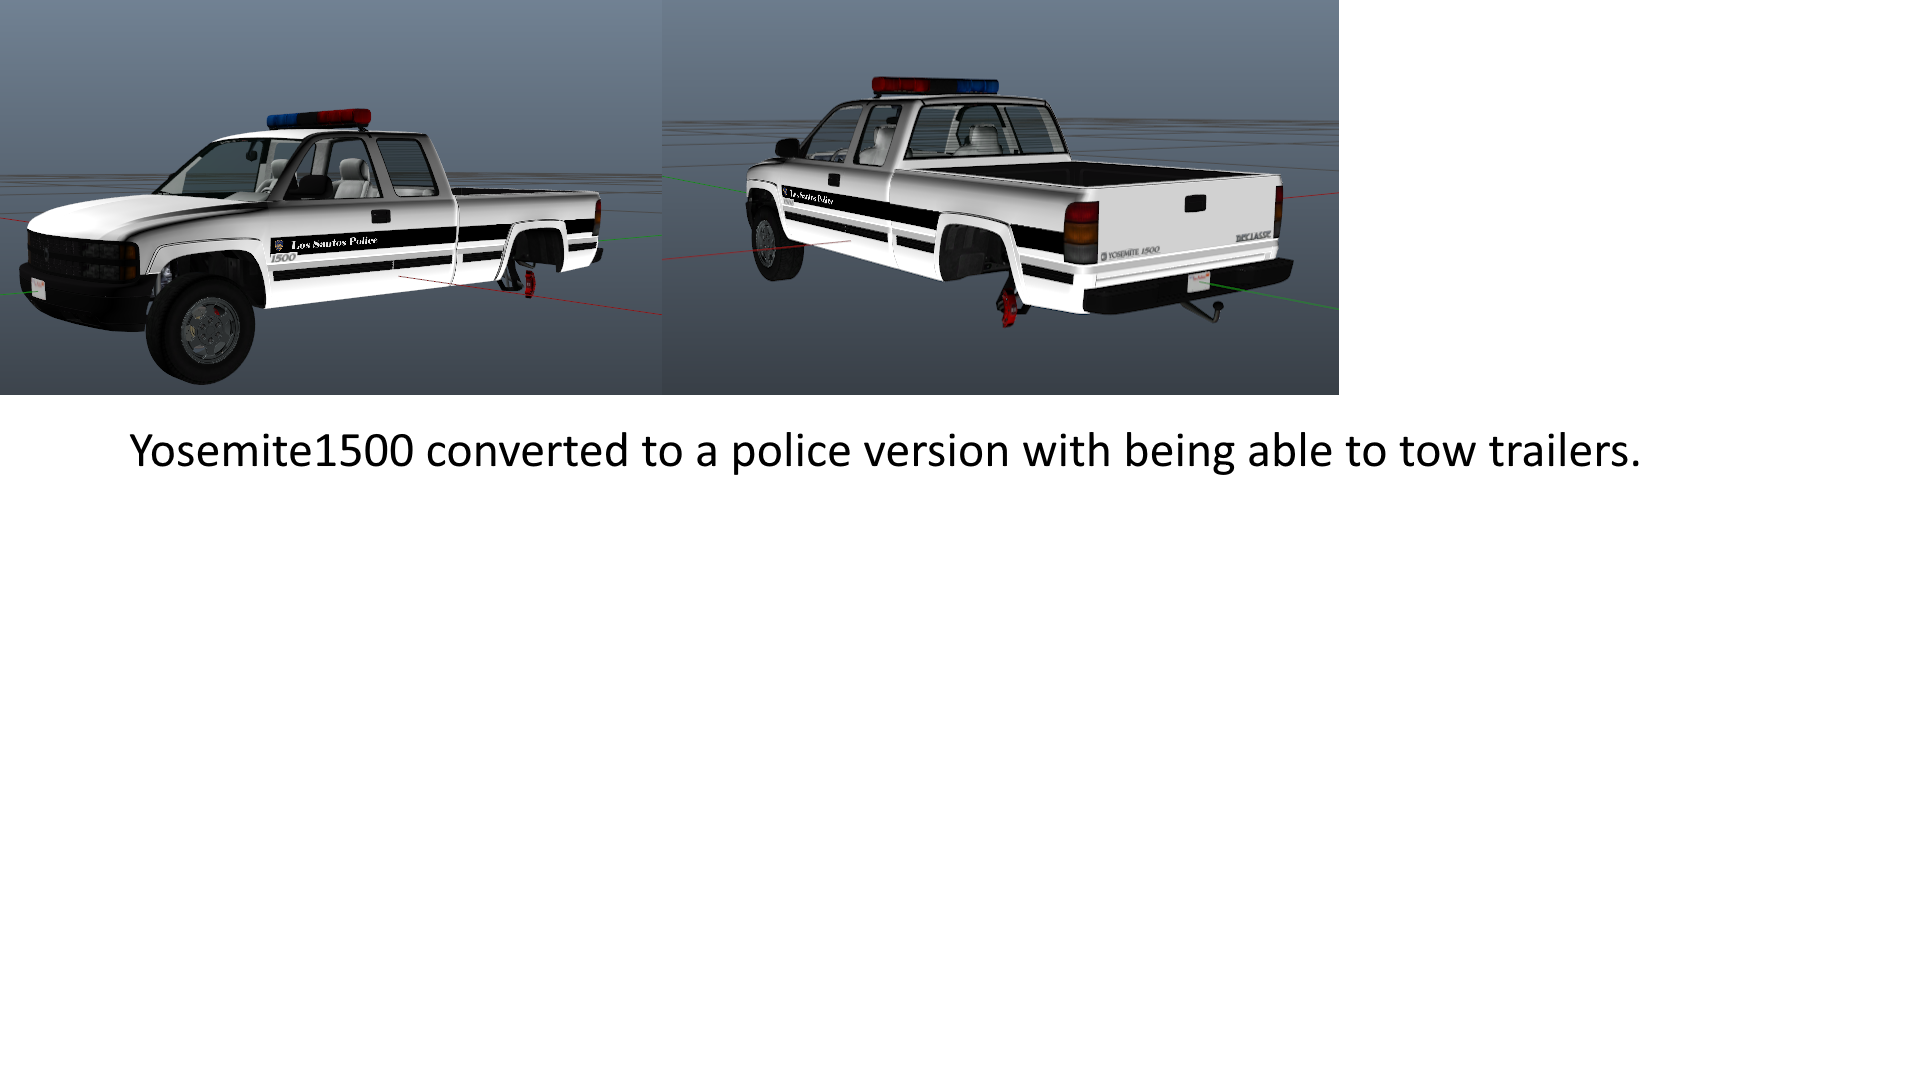 Los Santos Police
1500
Los Santos Police
YOSEMITE 1500
DECLASSE
Yosemite1500 converted to a police version with being able to tow trailers.